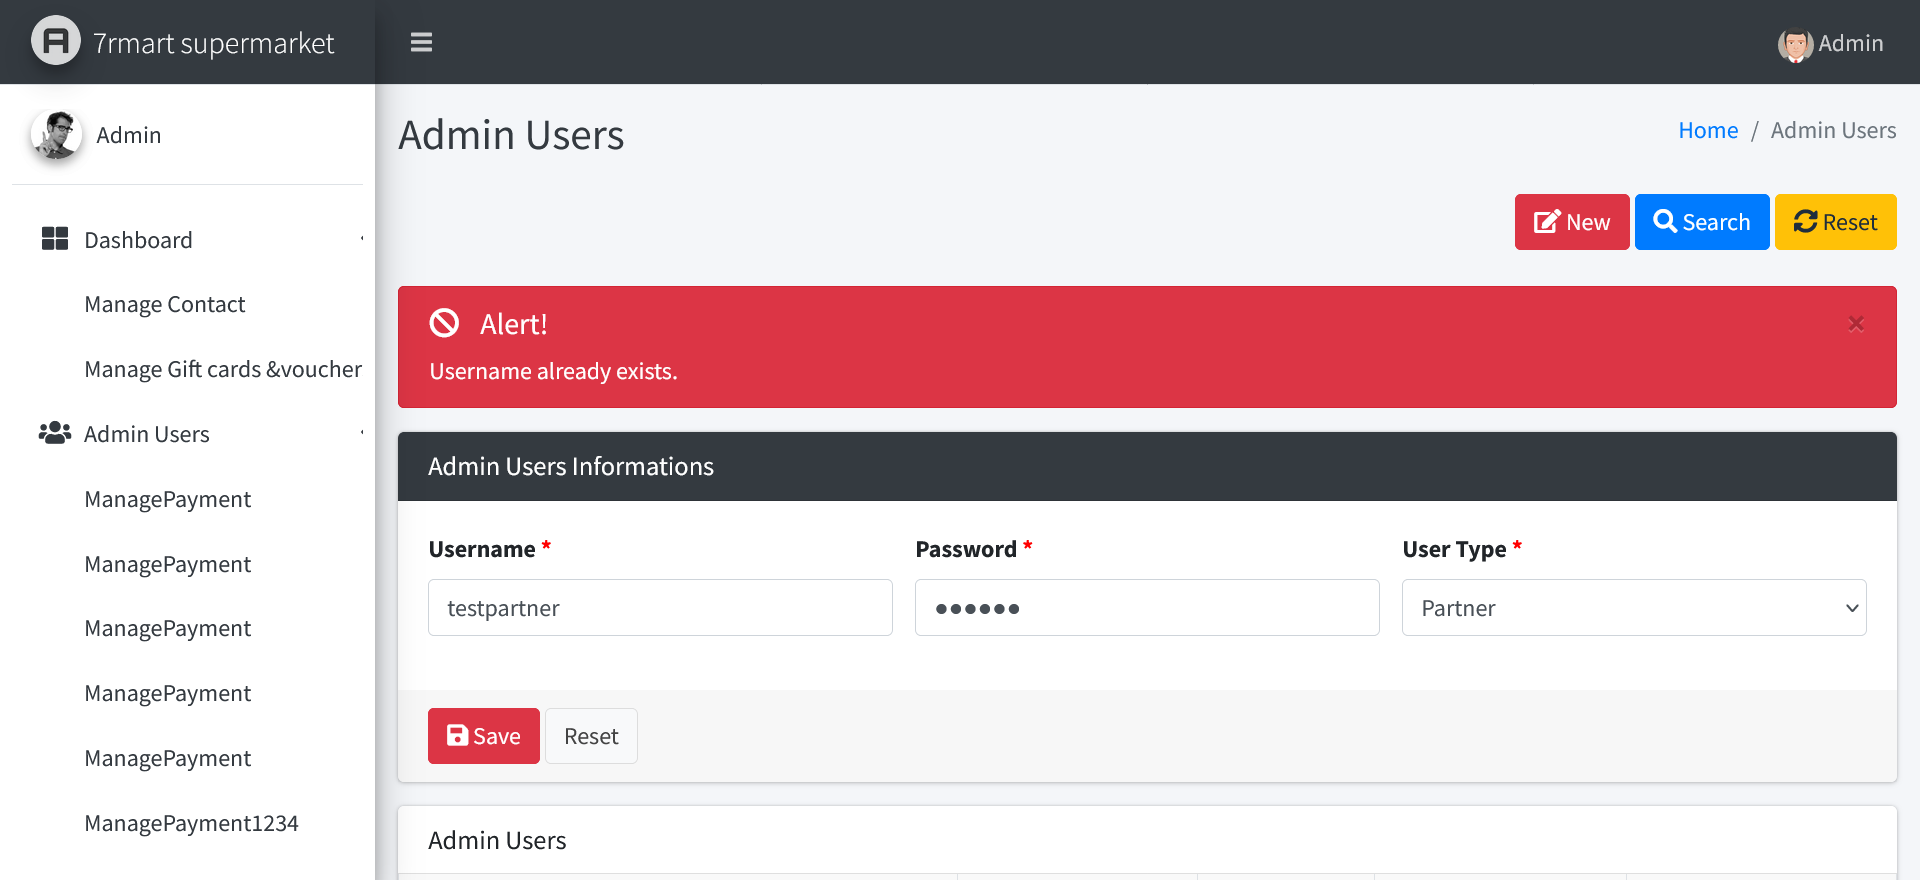 7rmart supermarket
Admin
Admin
Dashboard
Manage Contact
Manage Gift cards &voucher
Admin Users
ManagePayment
ManagePayment
ManagePayment
ManagePayment
ManagePayment
ManagePayment1234
Admin Users
Home / Admin Users
New
Search
Reset
Alert!
×
Username already exists.
Admin Users Informations
Username *
Password *
User Type *
testpartner
••••••
Partner
Save
Reset
Admin Users